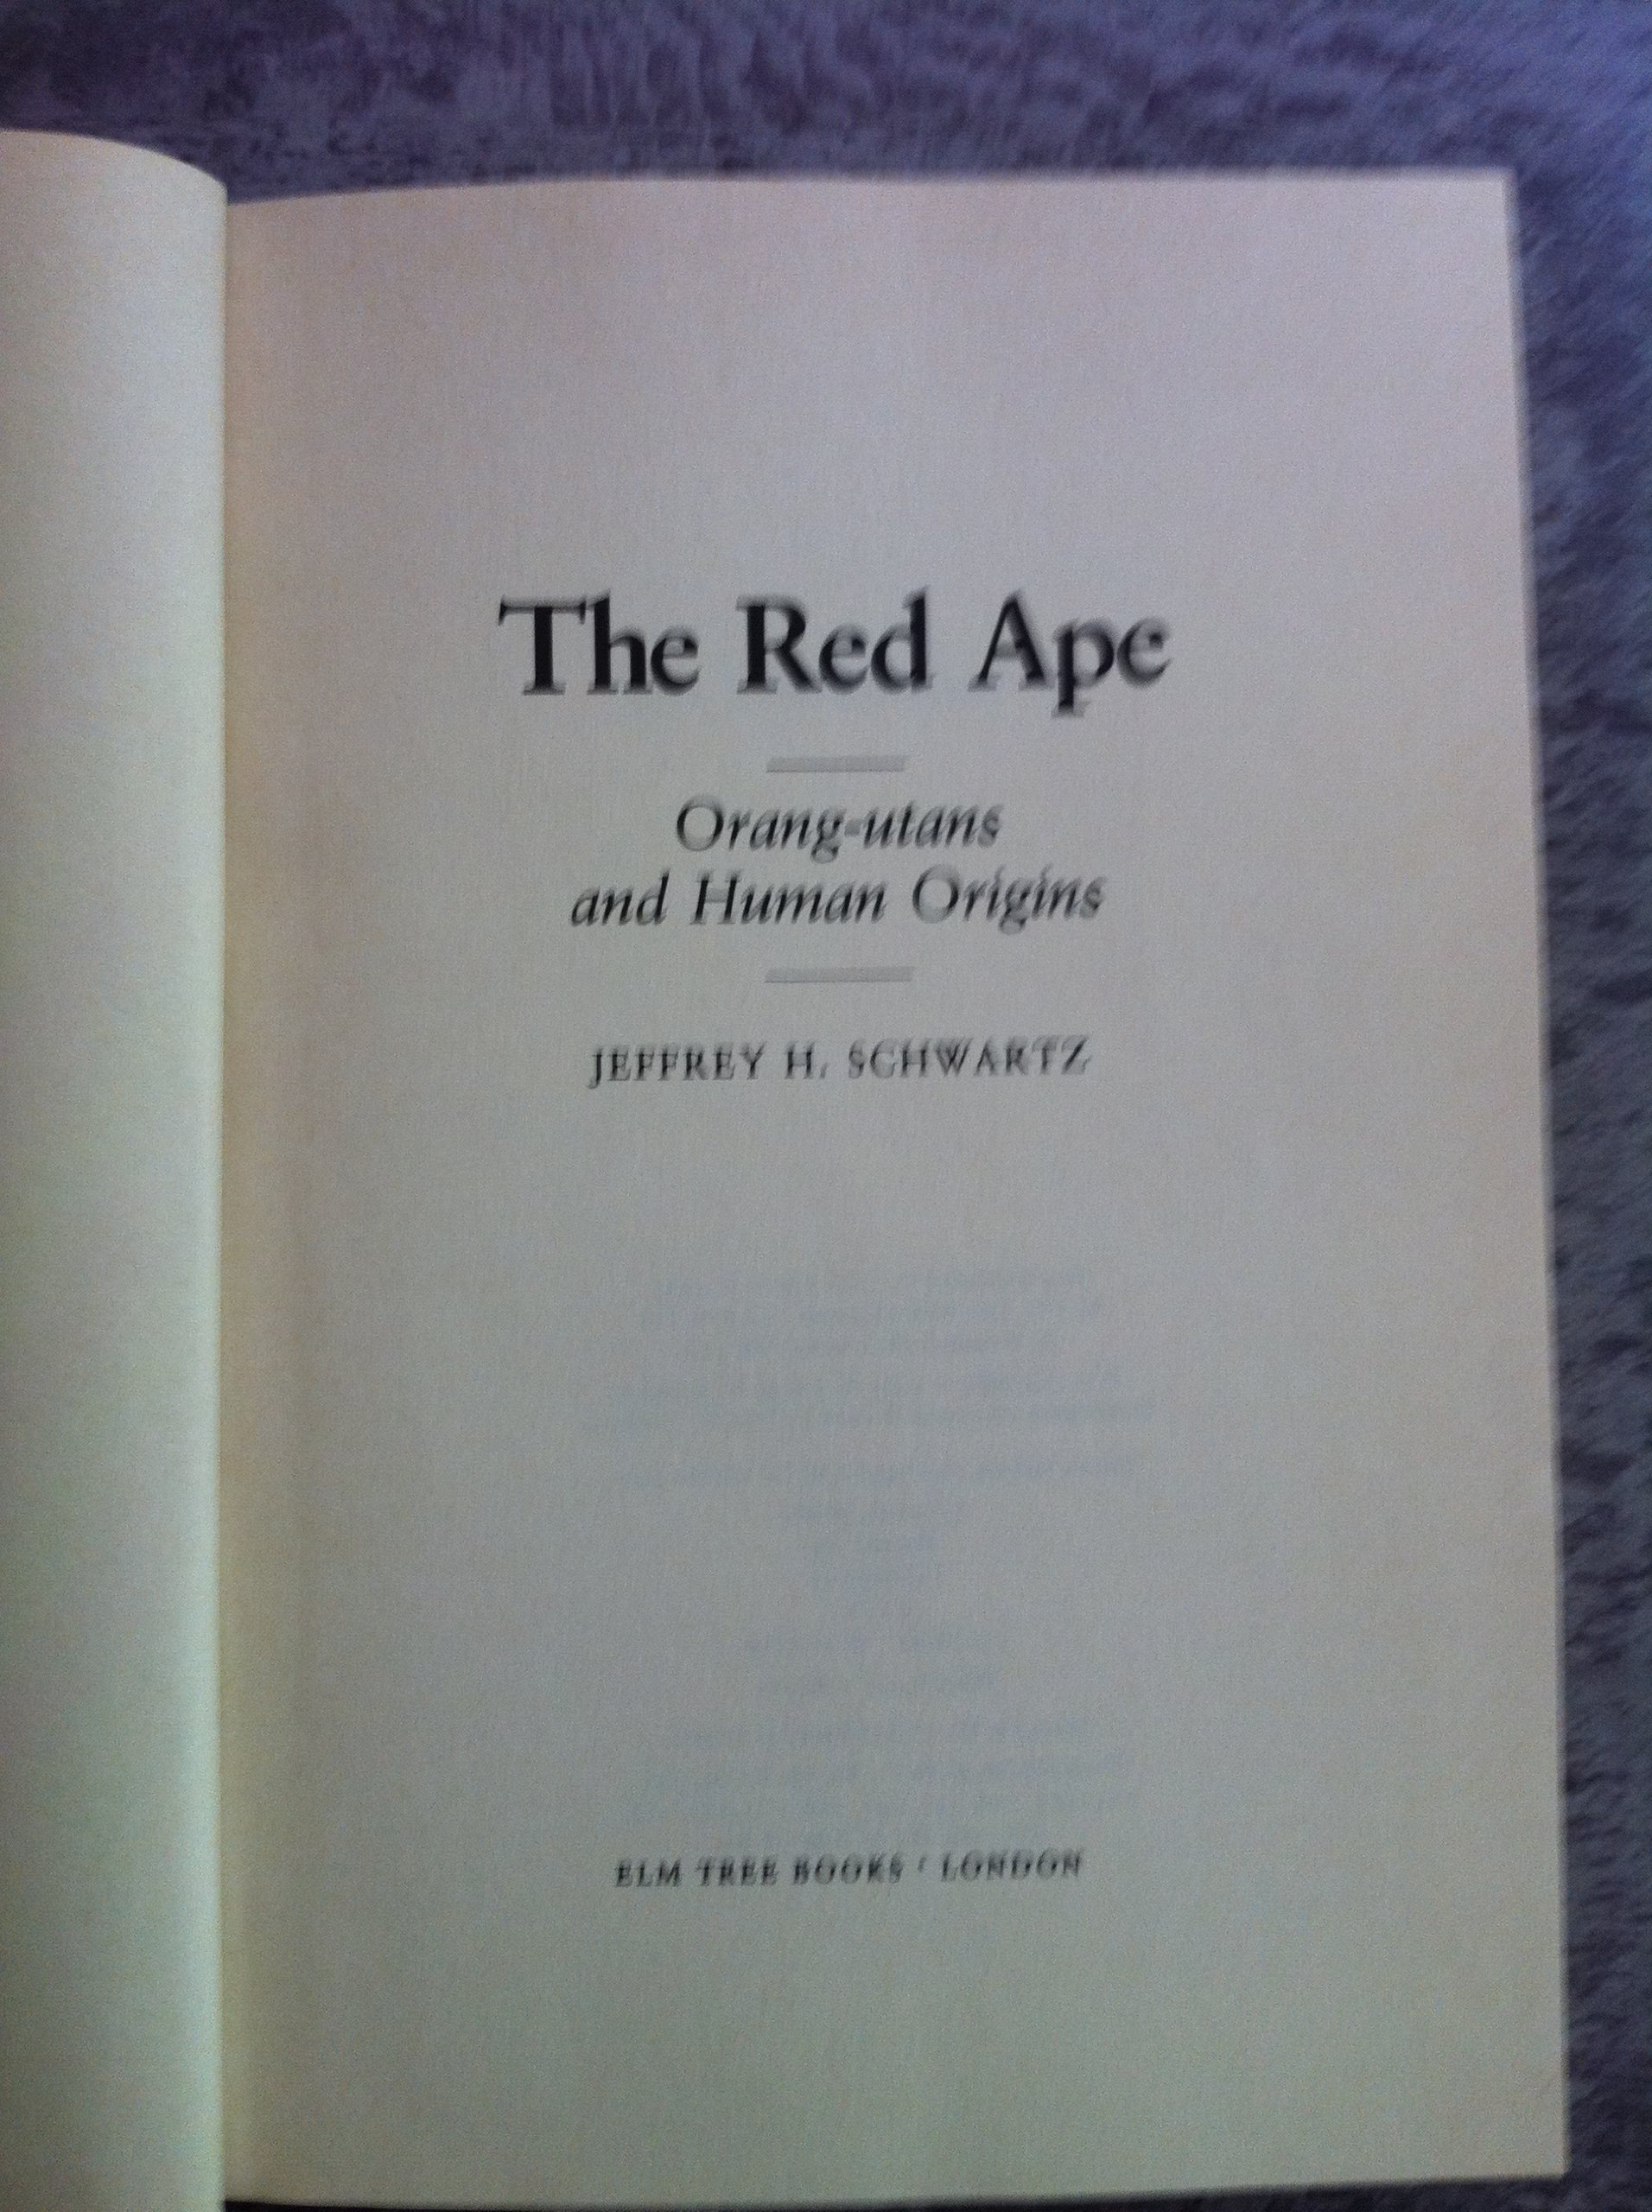 The Red Ape
Orang-utans
and Human Origins
JEFFREY H. SCHWARTZ
ELM TREE BOOKS · LONDON